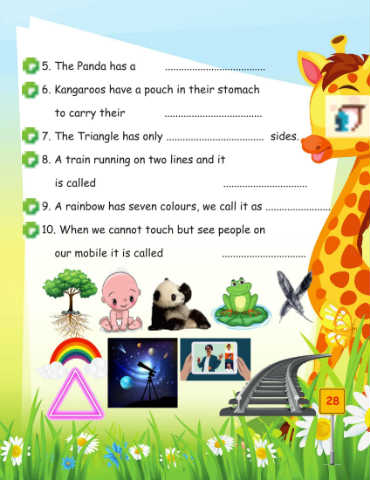 5. The Panda has a ....................................
6. Kangaroos have a pouch in their stomach
to carry their ...................................
7. The Triangle has only ................................... sides.
8. A train running on two lines and it
is called ..............................
9. A rainbow has seven colours, we call it as ........................
10. When we cannot touch but see people on
our mobile it is called ..............................
28